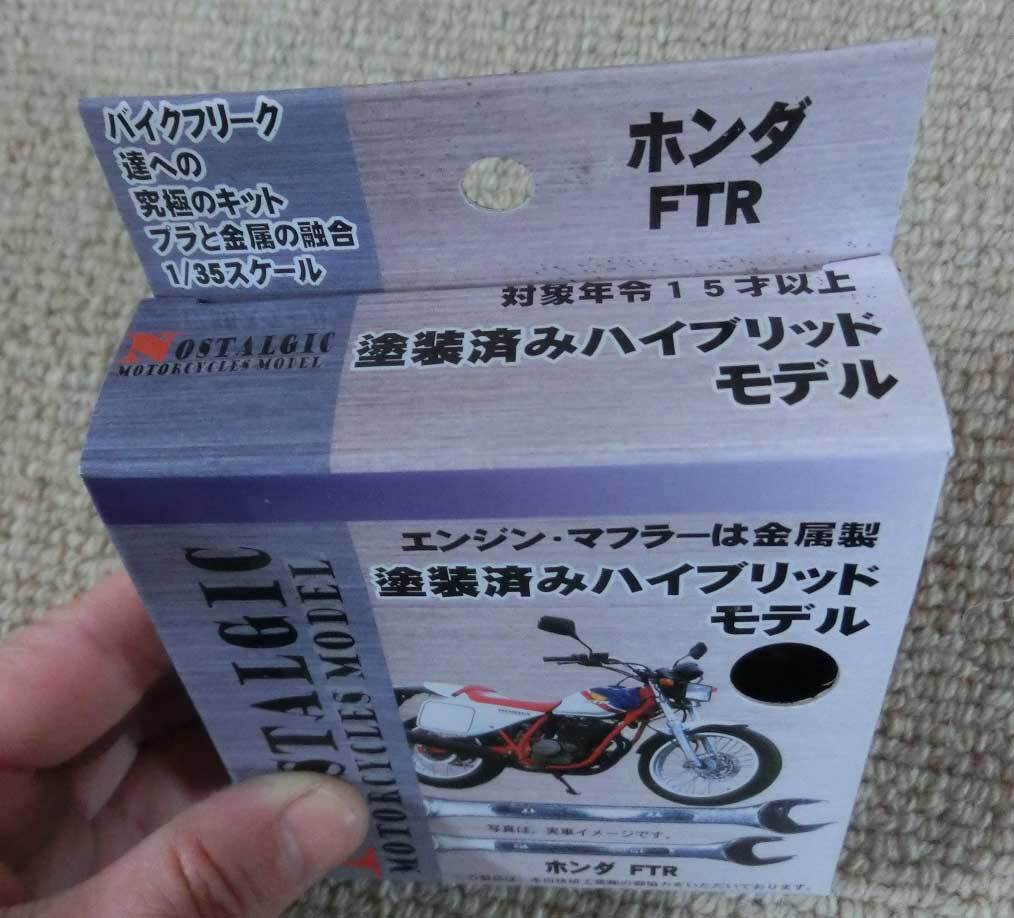 バイクフリーク
達への
究極のキット
プラと金属の融合
1/35スケール
ホンダ
FTR
対象年令15才以上
NOSTALGIC
MOTORCYCLES MODEL
塗装済みハイブリッド
モデル
エンジン・マフラーは金属製
塗装済みハイブリッド
モデル
STALGIC
MOTORCYCLES MODEL
HONDA
写真は、実車イメージです。
ホンダ FTR